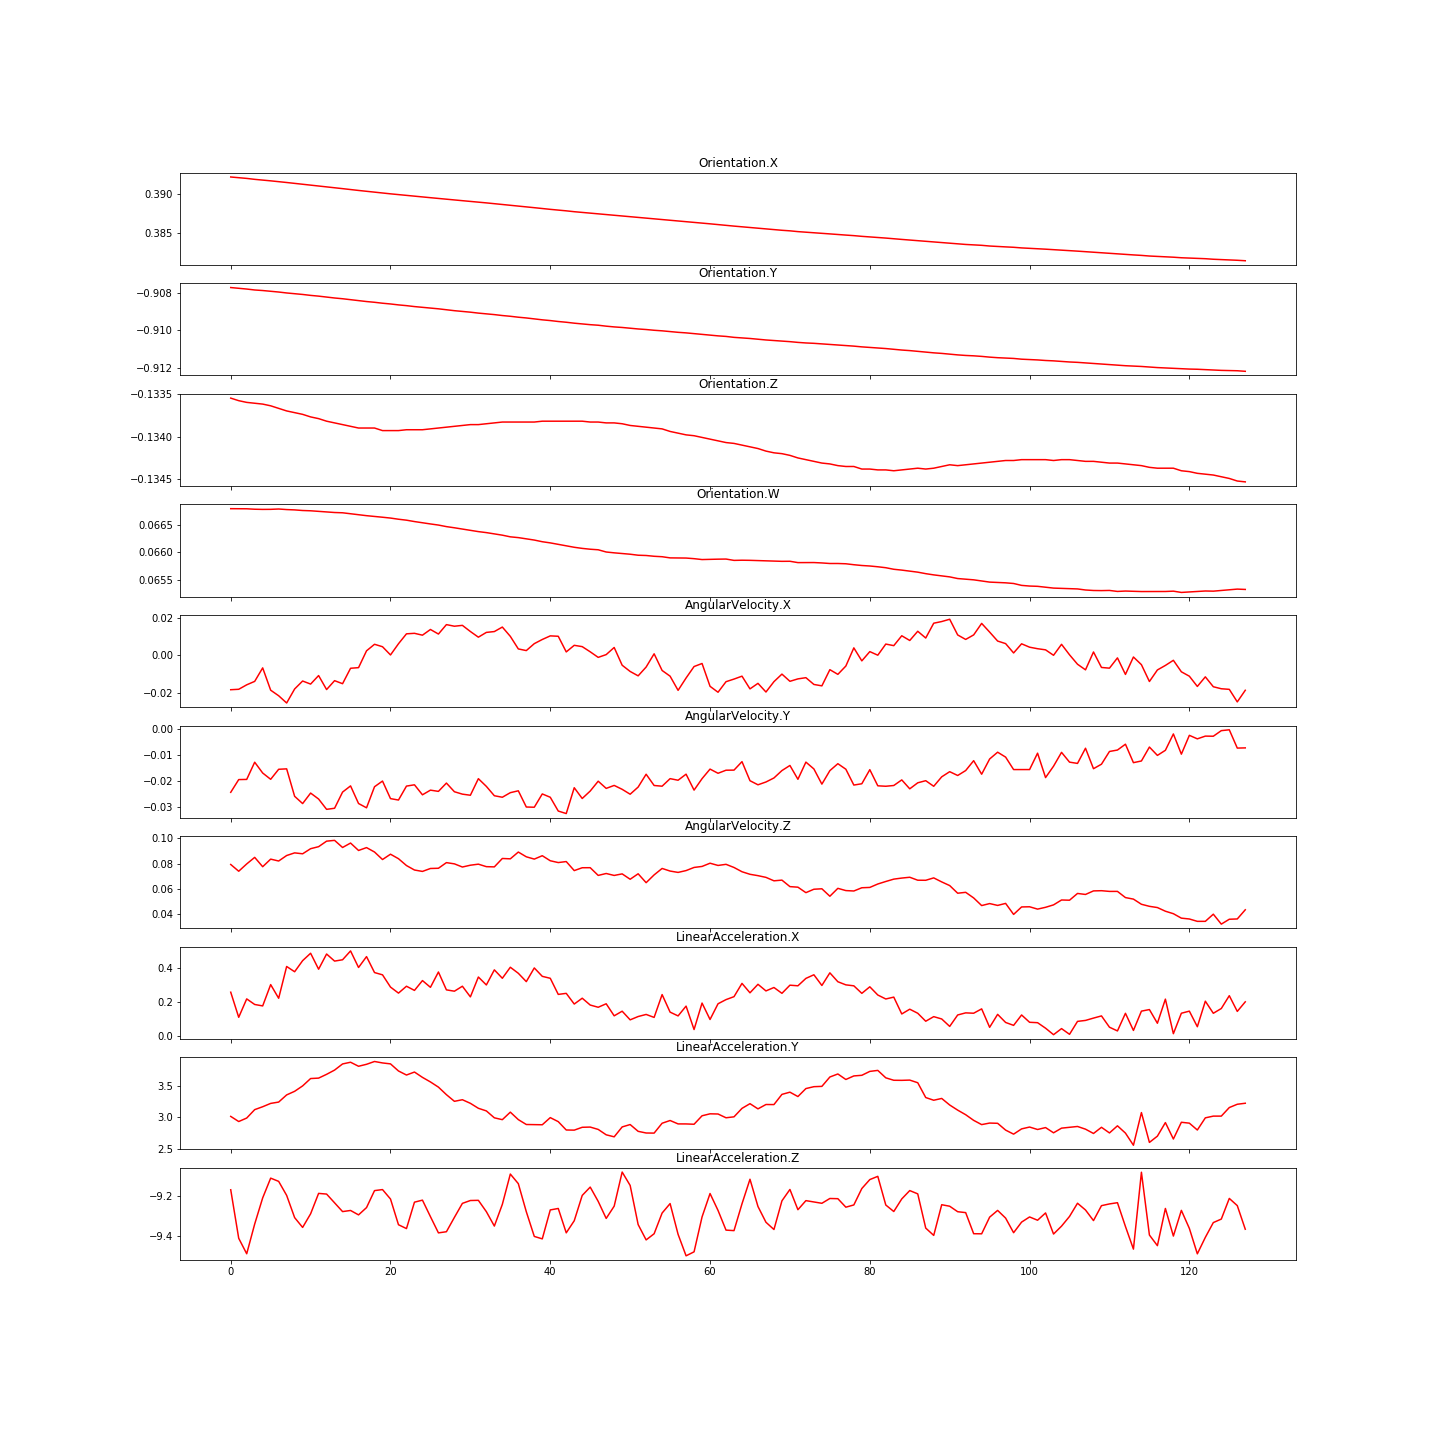 Orientation.X
0.390
0.385
Orientation.Y
−0.908
−0.910
−0.912
Orientation.Z
−0.1335
−0.1340
−0.1345
Orientation.W
0.0665
0.0660
0.0655
AngularVelocity.X
0.02
0.00
−0.02
AngularVelocity.Y
0.00
−0.01
−0.02
−0.03
AngularVelocity.Z
0.10
0.08
0.06
0.04
LinearAcceleration.X
0.4
0.2
0.0
LinearAcceleration.Y
3.5
3.0
2.5
LinearAcceleration.Z
−9.2
−9.4
0 20 40 60 80 100 120